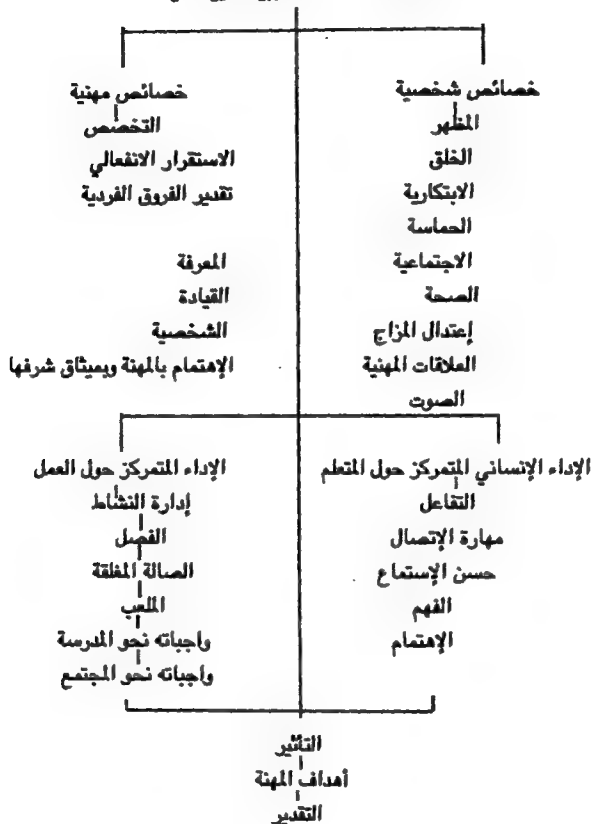 خصائص شخصية
المظهر
الخلق
الابتكارية
الحماسة
الاجتماعية
الصحة
إعتدال المزاج
العلاقات المهنية
الصوت
خصائص مهنية
التخصص
الاستقرار الانفعالي
تقدير الفروق الفردية
المعرفة
القيادة
الشخصية
الإهتمام بالمهنة وبميثاق شرفها
الإداء الإنساني المتمركز حول المتعلم
التفاعل
مهارة الإتصال
حسن الإستماع
الفهم
الإهتمام
الإداء المتمركز حول العمل
إدارة النشاط
الفصل
الصالة المغلقة
الملعب
واجباته نحو المدرسة
واجباته نحو المجتمع
التأثير
أهداف المهنة
التقدير